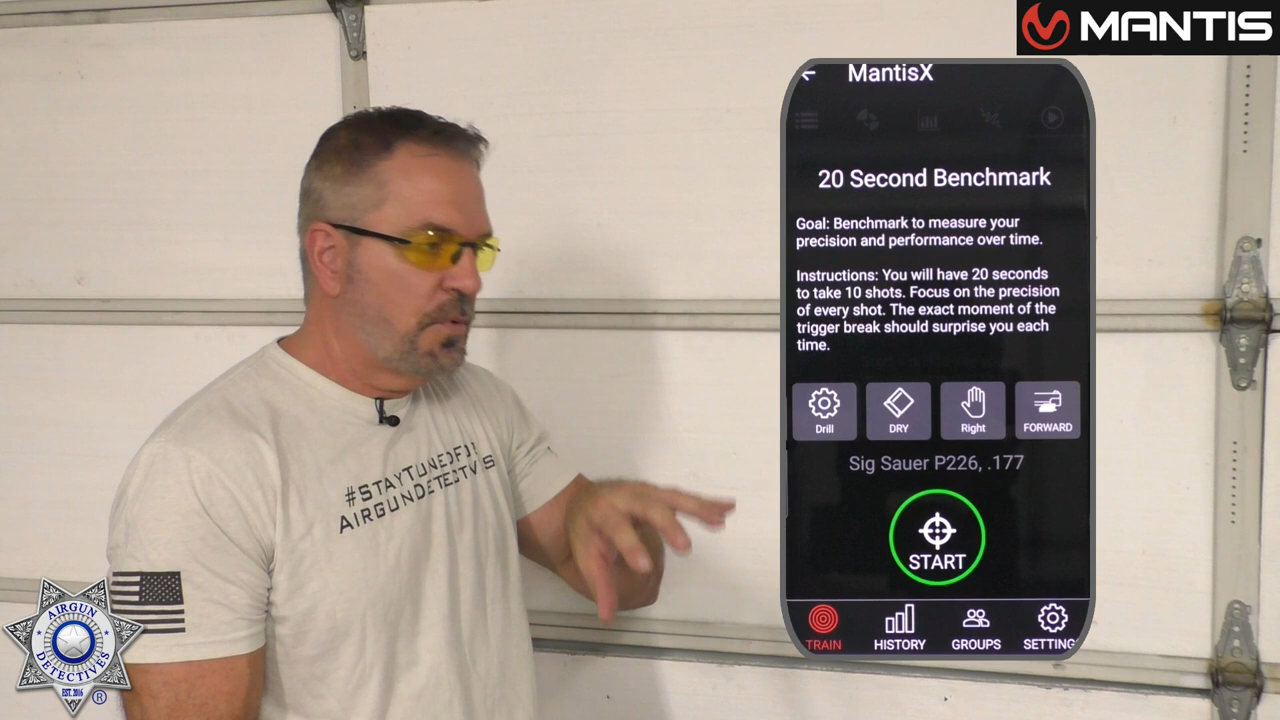 MANTIS
MantisX
20 Second Benchmark
Goal: Benchmark to measure your
precision and performance over time.
Instructions: You will have 20 seconds
to take 10 shots. Focus on the precision
of every shot. The exact moment of the
trigger break should surprise you each
time.
Drill
DRY
Right
FORWARD
Sig Sauer P226, .177
START
TRAIN
HISTORY
GROUPS
SETTING
#STAYTUNEDFOR
AIRGUNDETECTIVES
AIRGUN
DETECTIVES
EST. 2016
®